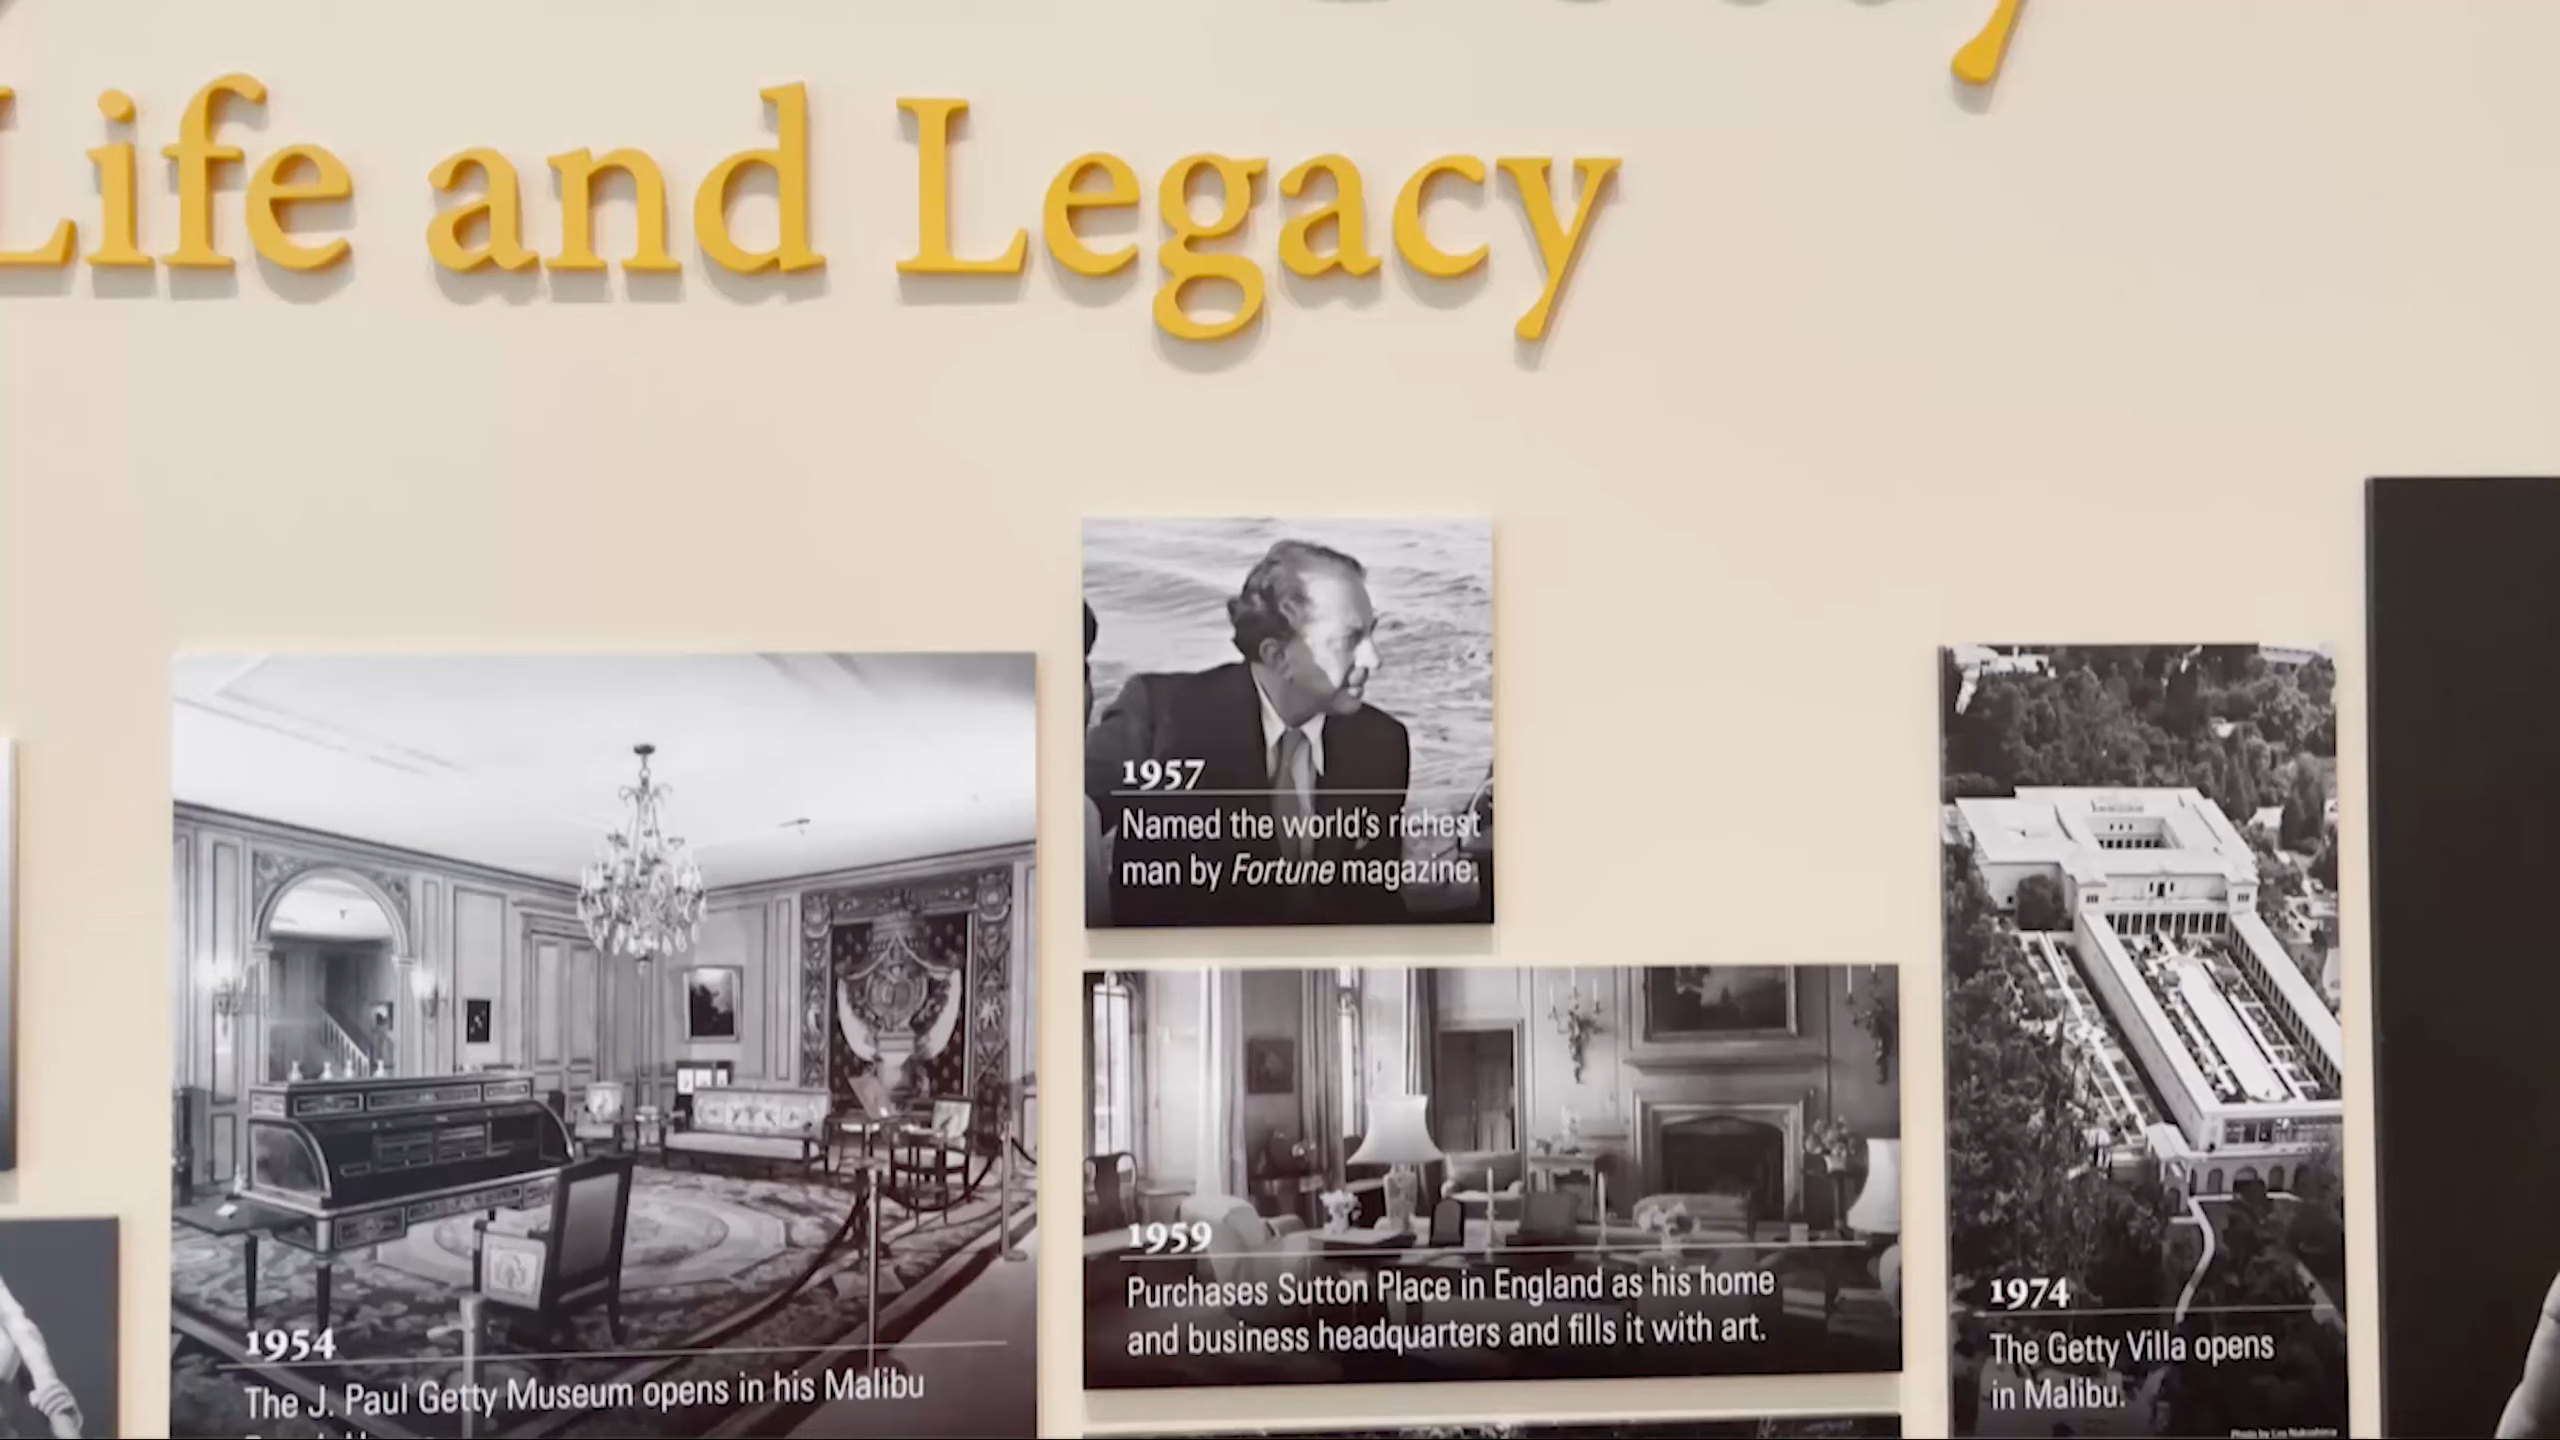 Life and Legacy
1957
Named the world's richest
man by Fortune magazine.
1954
The J. Paul Getty Museum opens in his Malibu
1959
Purchases Sutton Place in England as his home
and business headquarters and fills it with art.
1974
The Getty Villa opens
in Malibu.